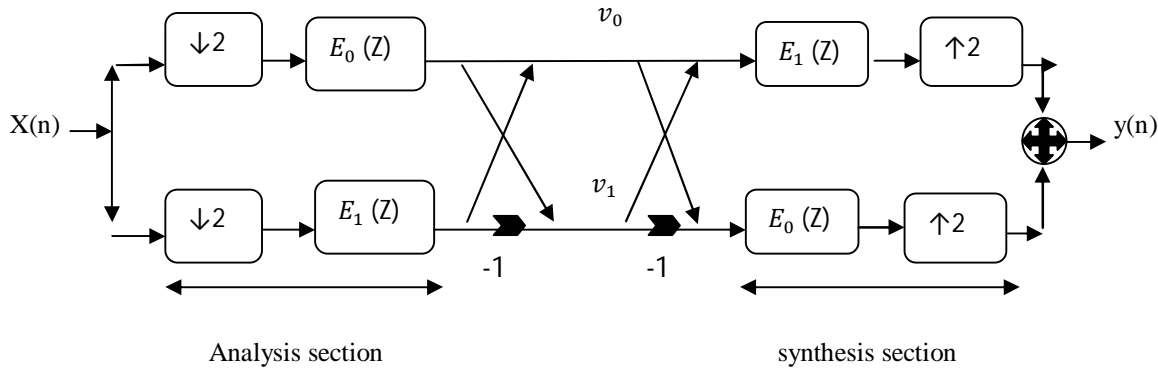 v₀
↓2 E₀ (Z) E₁ (Z) ↑2
X(n) y(n)
v₁
↓2 E₁ (Z) E₀ (Z) ↑2
-1 -1
Analysis section synthesis section